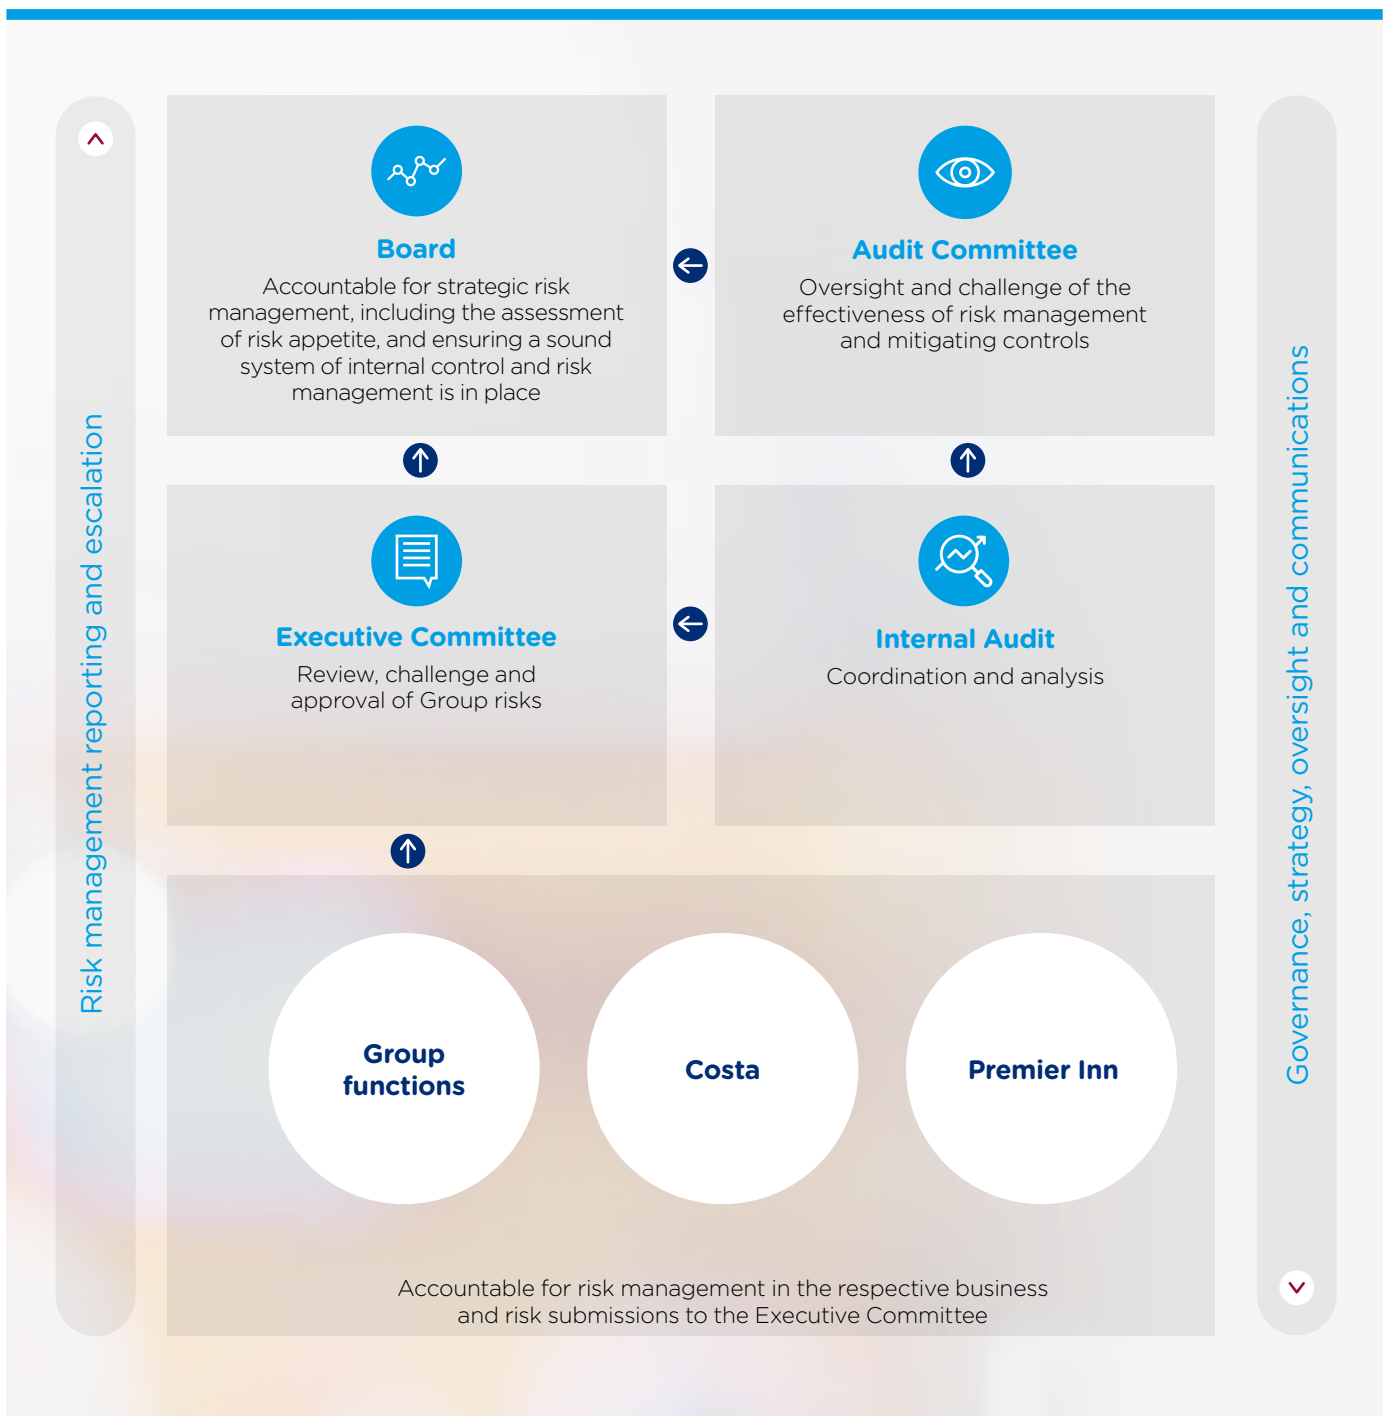 Risk management reporting and escalation
Board
Accountable for strategic risk
management, including the assessment
of risk appetite, and ensuring a sound
system of internal control and risk
management is in place
Audit Committee
Oversight and challenge of the
effectiveness of risk management
and mitigating controls
Executive Committee
Review, challenge and
approval of Group risks
Internal Audit
Coordination and analysis
Group
functions
Costa
Premier Inn
Accountable for risk management in the respective business
and risk submissions to the Executive Committee
Governance, strategy, oversight and communications